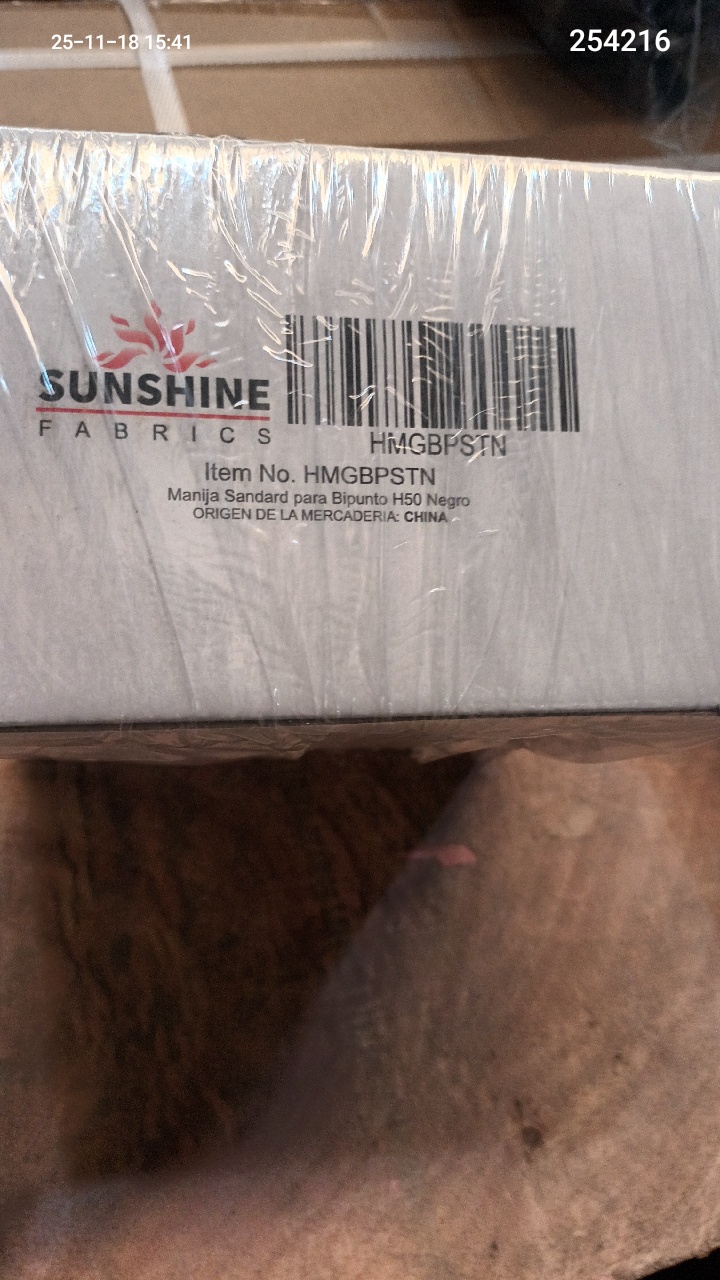 25-11-18 15:41
254216
SUNSHINE
FABRICS
HMGBPSTN
Item No. HMGBPSTN
Manija Sandard para Bipunto H50 Negro
ORIGEN DE LA MERCADERIA: CHINA